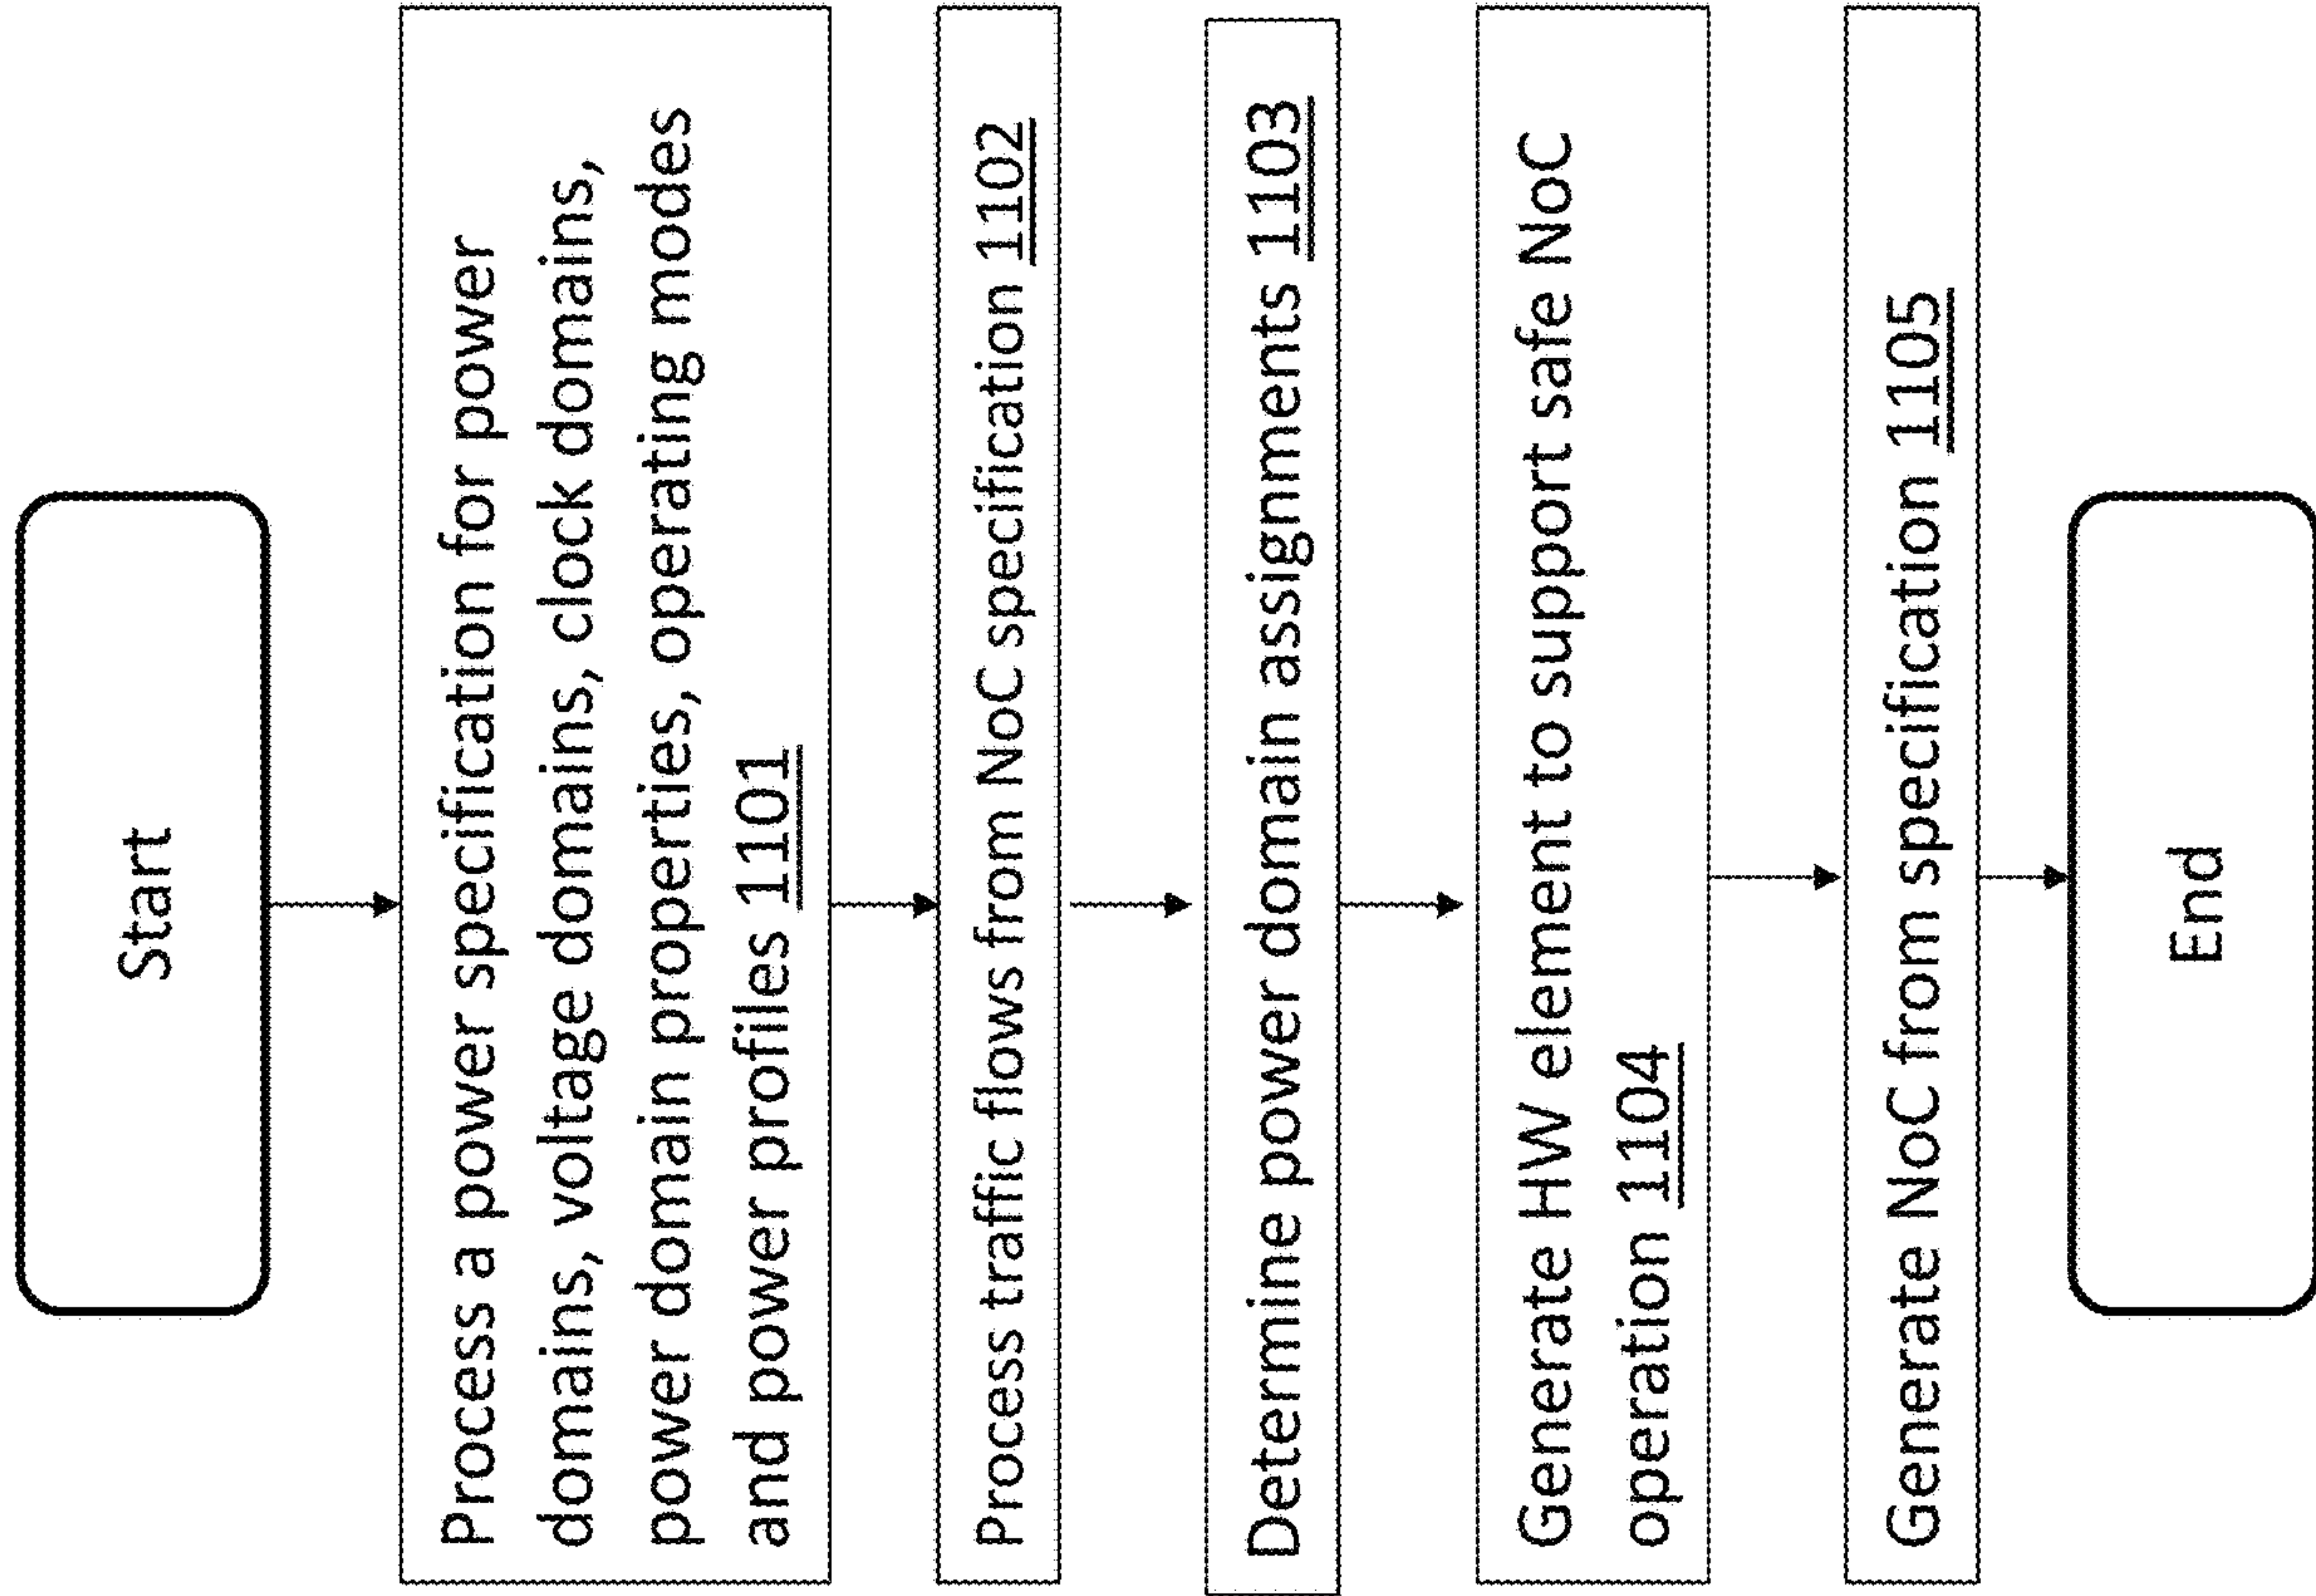 Start
Process a power specification for power
domains, voltage domains, clock domains,
power domain properties, operating modes
and power profiles 1101
Process traffic flows from NoC specification 1102
Determine power domain assignments 1103
Generate HW element to support safe NoC
operation 1104
Generate NoC from specification 1105
End